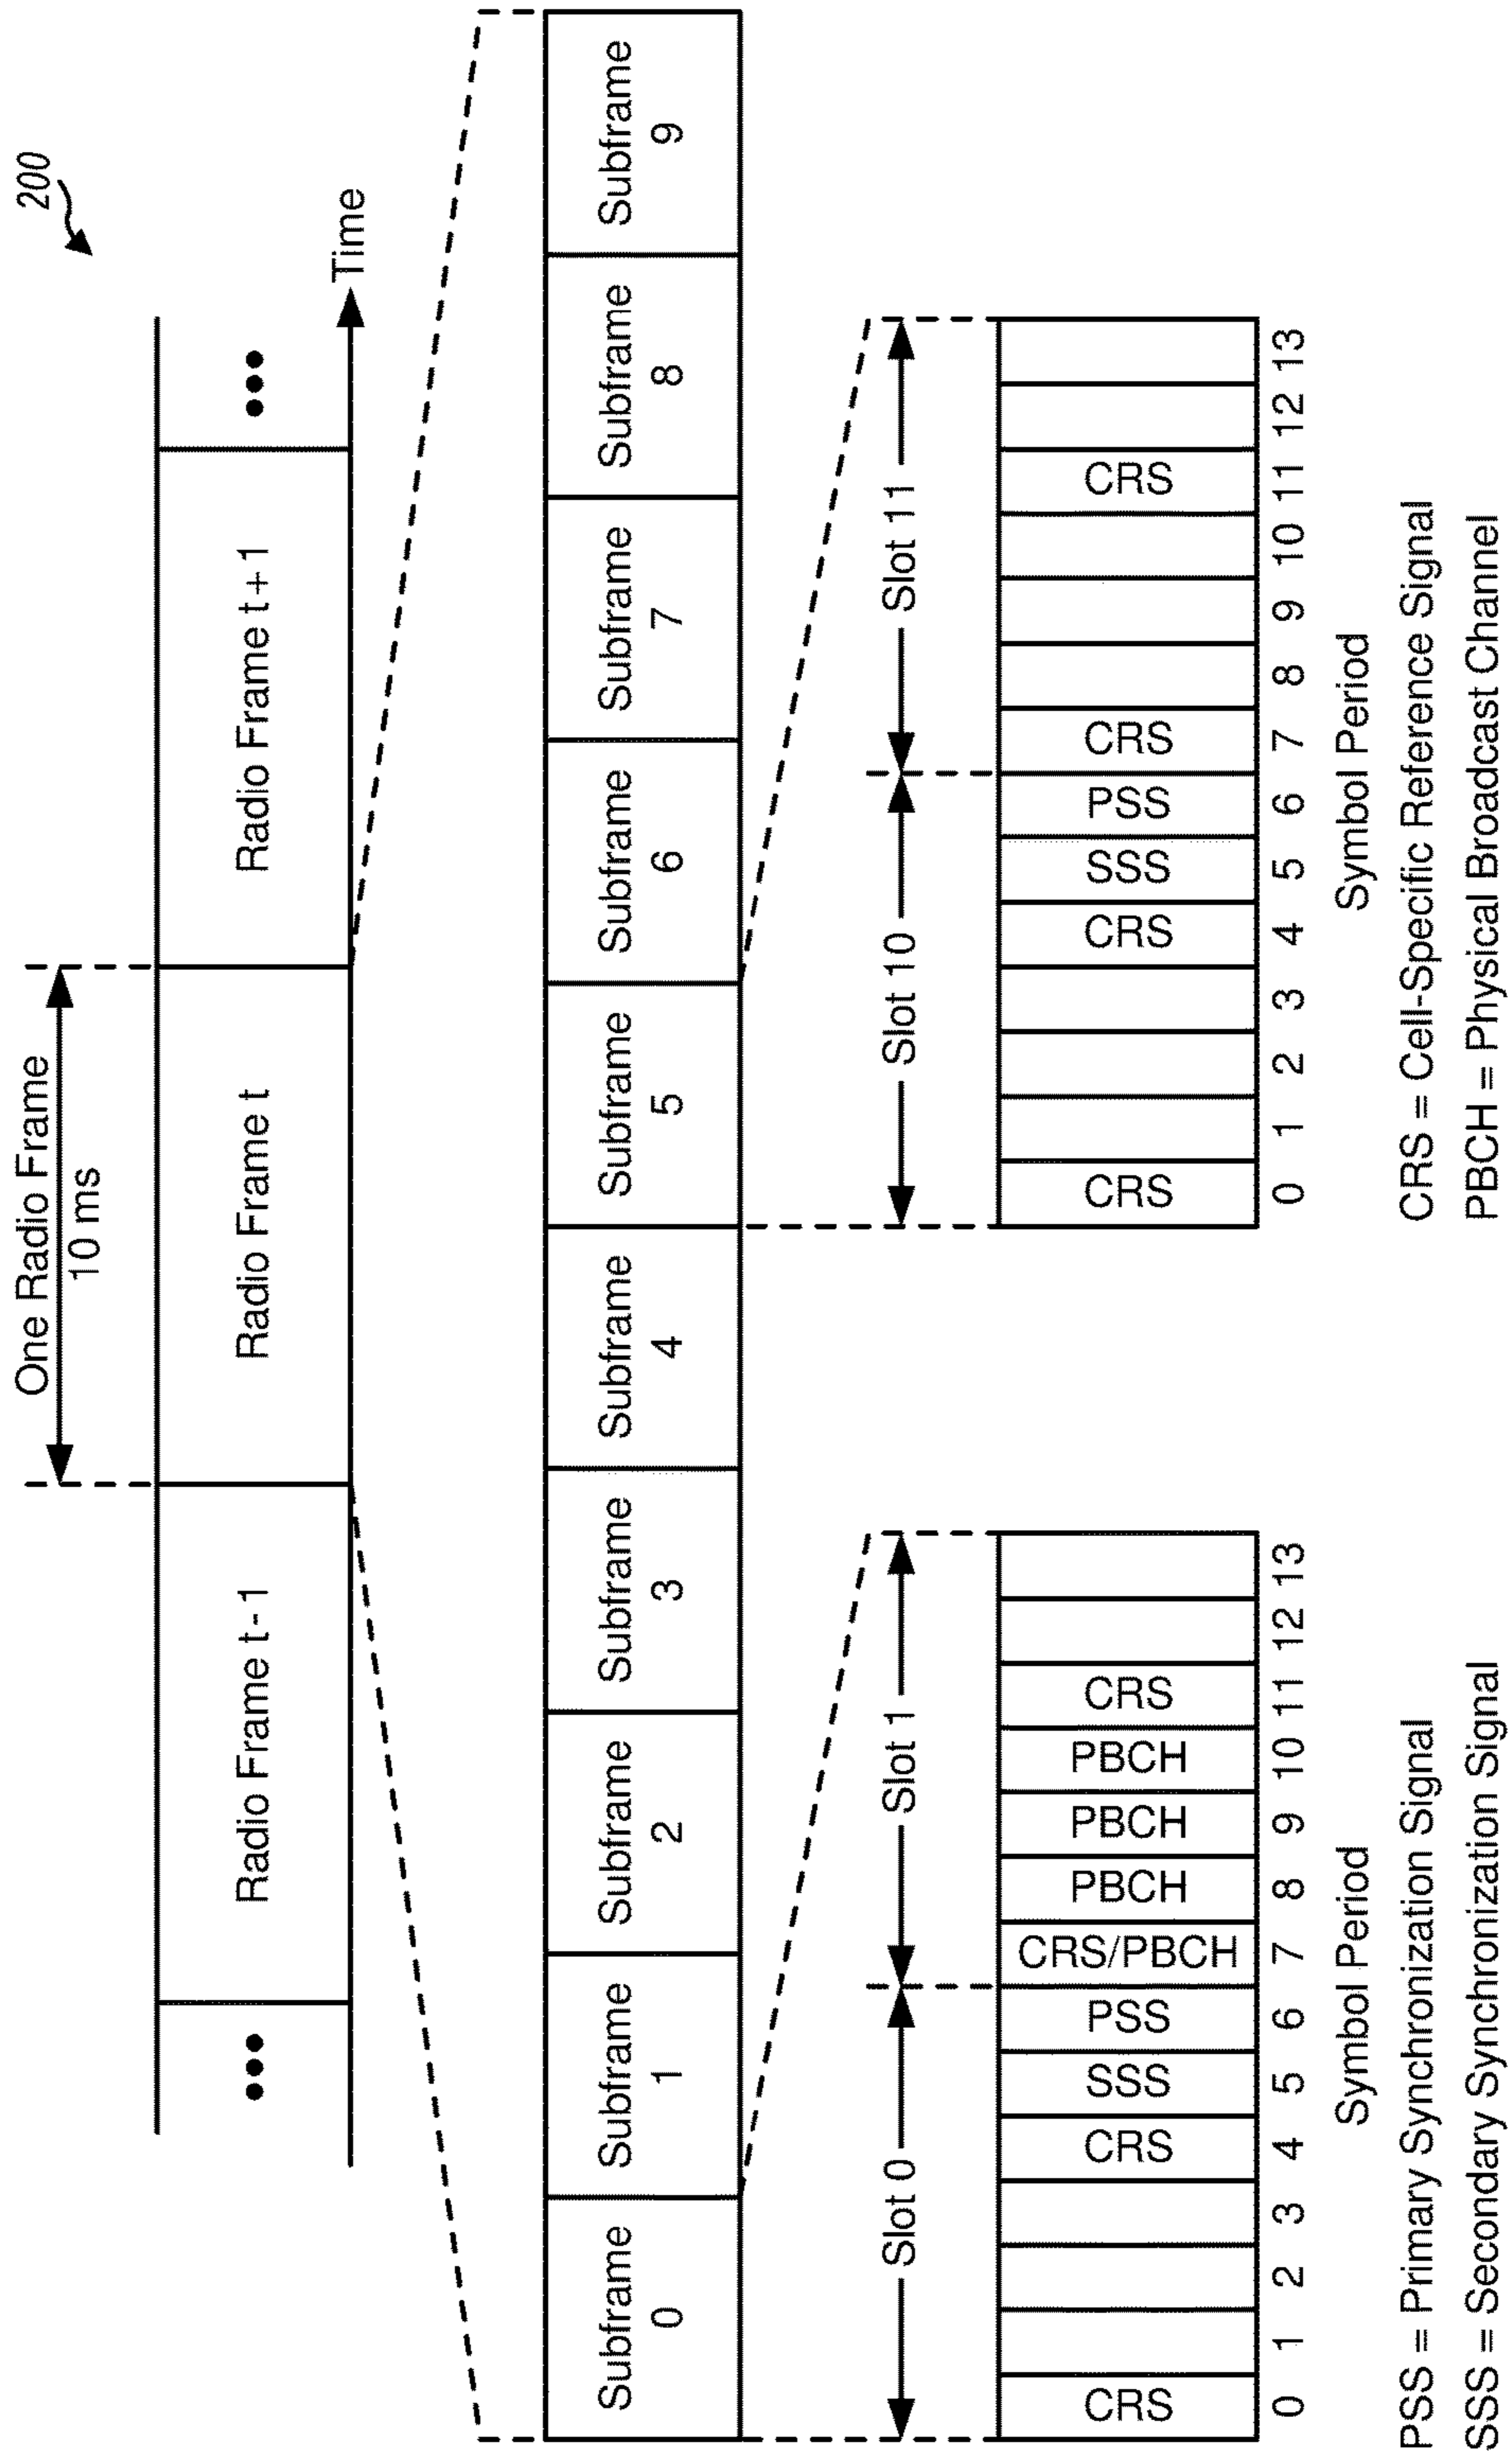 200
One Radio Frame
10 ms
Radio Frame t-1
Radio Frame t
Radio Frame t+1
Time
Subframe
0
Subframe
1
Subframe
2
Subframe
3
Subframe
4
Subframe
5
Subframe
6
Subframe
7
Subframe
8
Subframe
9
Slot 0
Slot 1
CRS
CRS
SSS
PSS
CRS/PBCH
PBCH
PBCH
PBCH
CRS
0 1 2 3 4 5 6 7 8 9 10 11 12 13
Symbol Period
Slot 10
Slot 11
CRS
CRS
SSS
PSS
CRS
CRS
0 1 2 3 4 5 6 7 8 9 10 11 12 13
Symbol Period
PSS = Primary Synchronization Signal
SSS = Secondary Synchronization Signal
CRS = Cell-Specific Reference Signal
PBCH = Physical Broadcast Channel